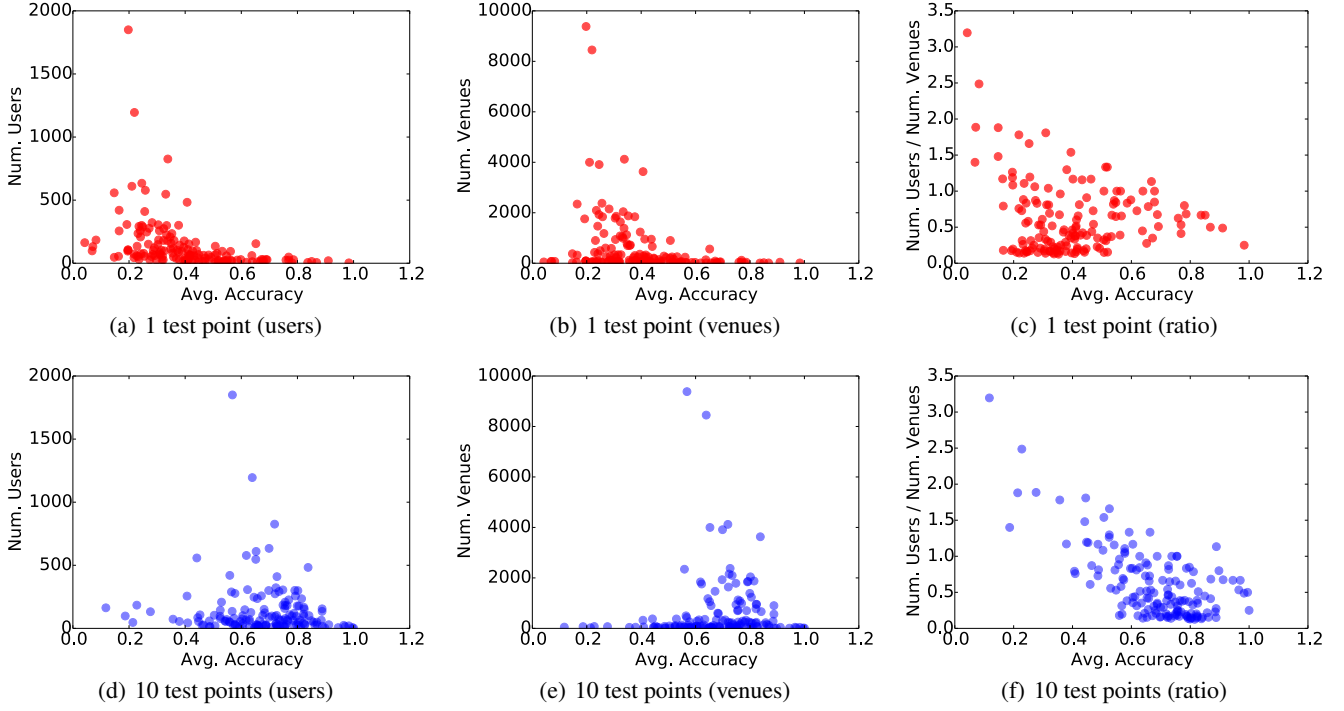 2000
1500
1000
500
0
0.0 0.2 0.4 0.6 0.8 1.0 1.2
Num. Users
Avg. Accuracy
(a) 1 test point (users)
10000
8000
6000
4000
2000
0
0.0 0.2 0.4 0.6 0.8 1.0 1.2
Num. Venues
Avg. Accuracy
(b) 1 test point (venues)
3.5
3.0
2.5
2.0
1.5
1.0
0.5
0.0
0.0 0.2 0.4 0.6 0.8 1.0 1.2
Num. Users / Num. Venues
Avg. Accuracy
(c) 1 test point (ratio)
2000
1500
1000
500
0
0.0 0.2 0.4 0.6 0.8 1.0 1.2
Num. Users
Avg. Accuracy
(d) 10 test points (users)
10000
8000
6000
4000
2000
0
0.0 0.2 0.4 0.6 0.8 1.0 1.2
Num. Venues
Avg. Accuracy
(e) 10 test points (venues)
3.5
3.0
2.5
2.0
1.5
1.0
0.5
0.0
0.0 0.2 0.4 0.6 0.8 1.0 1.2
Num. Users / Num. Venues
Avg. Accuracy
(f) 10 test points (ratio)